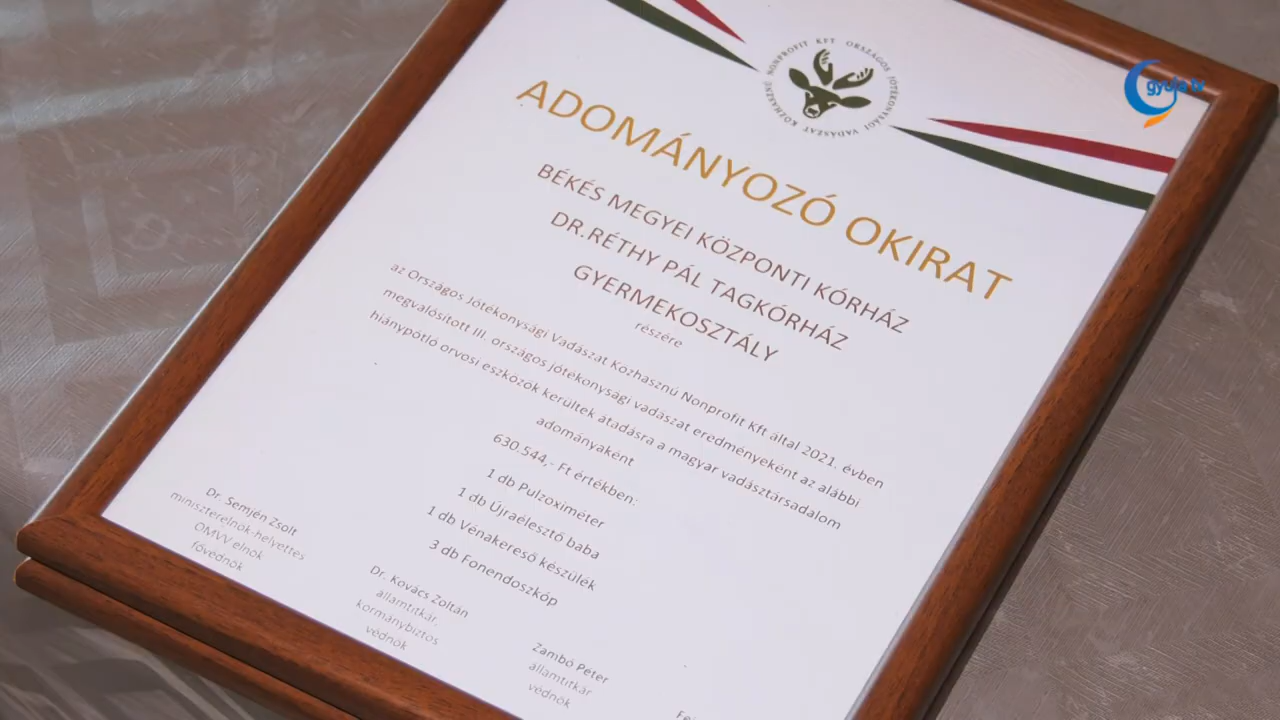 ORSZÁGOS JÓTÉKONYSÁGI VADÁSZAT KÖZHASZNÚ NONPROFIT KFT
gyula tv
ADOMÁNYOZÓ OKIRAT
BÉKÉS MEGYEI KÖZPONTI KÓRHÁZ
DR.RÉTHY PÁL TAGKÓRHÁZ
GYERMEKOSZTÁLY
részére
az Országos Jótékonysági Vadászat Közhasznú Nonprofit Kft által 2021. évben
megvalósított III. országos jótékonysági vadászat eredményeként az alábbi
hiánypótló orvosi eszközök kerültek átadásra a magyar vadásztársadalom
adományaként
630.544,- Ft értékben:
1 db Pulzoximéter
1 db Újraélesztő baba
1 db Vénakereső készülék
3 db Fonendoszkóp
Dr. Semjén Zsolt
miniszterelnök-helyettes
OMVV elnök
fővédnök
Dr. Kovács Zoltán
államtitkár,
kormánybiztos
védnök
Zambó Péter
államtitkár
védnök